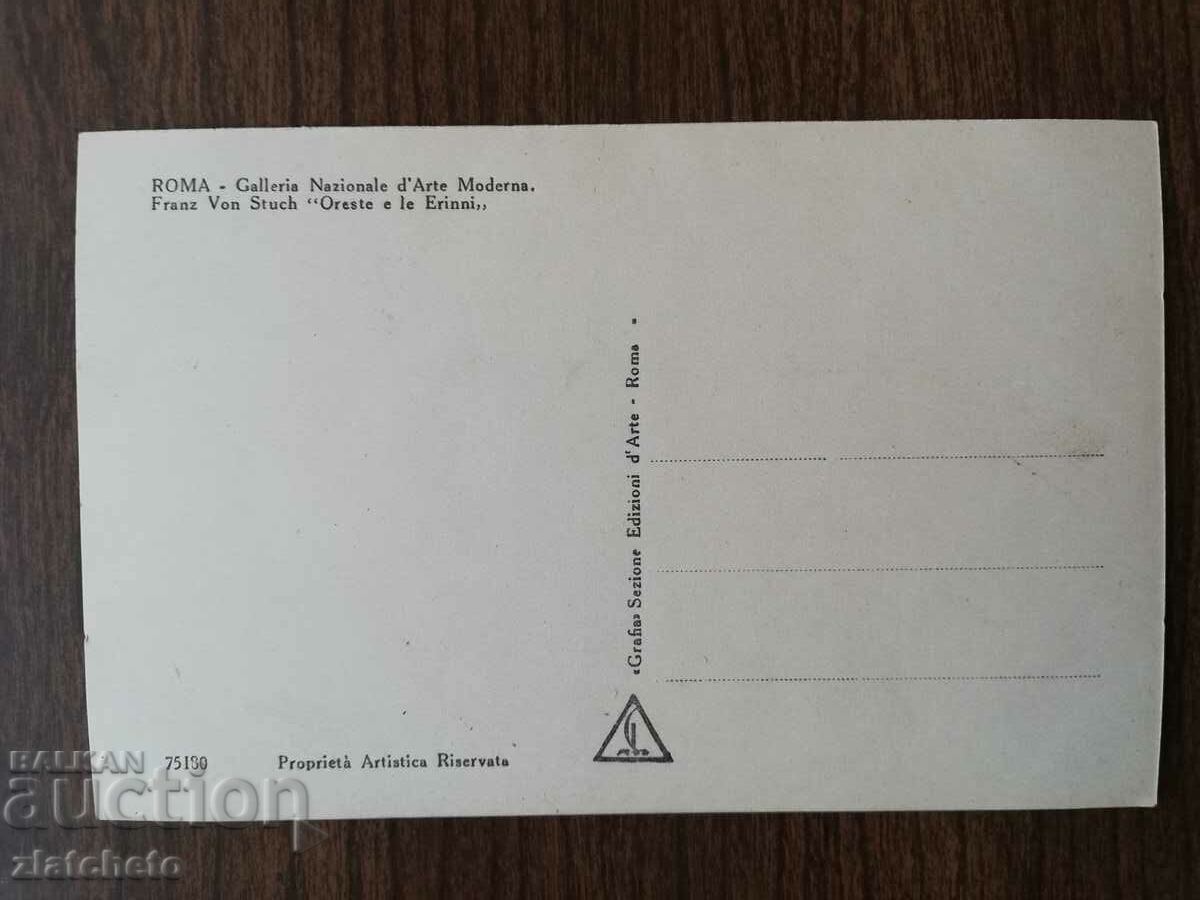 ROMA - Galleria Nazionale d'Arte Moderna.
Franz Von Stuch “Oreste e le Erinni„
«Grafia» Sezione Edizioni d'Arte - Roma -
75180 Proprietà Artistica Riservata
BALKAN
auction
zlatcheto